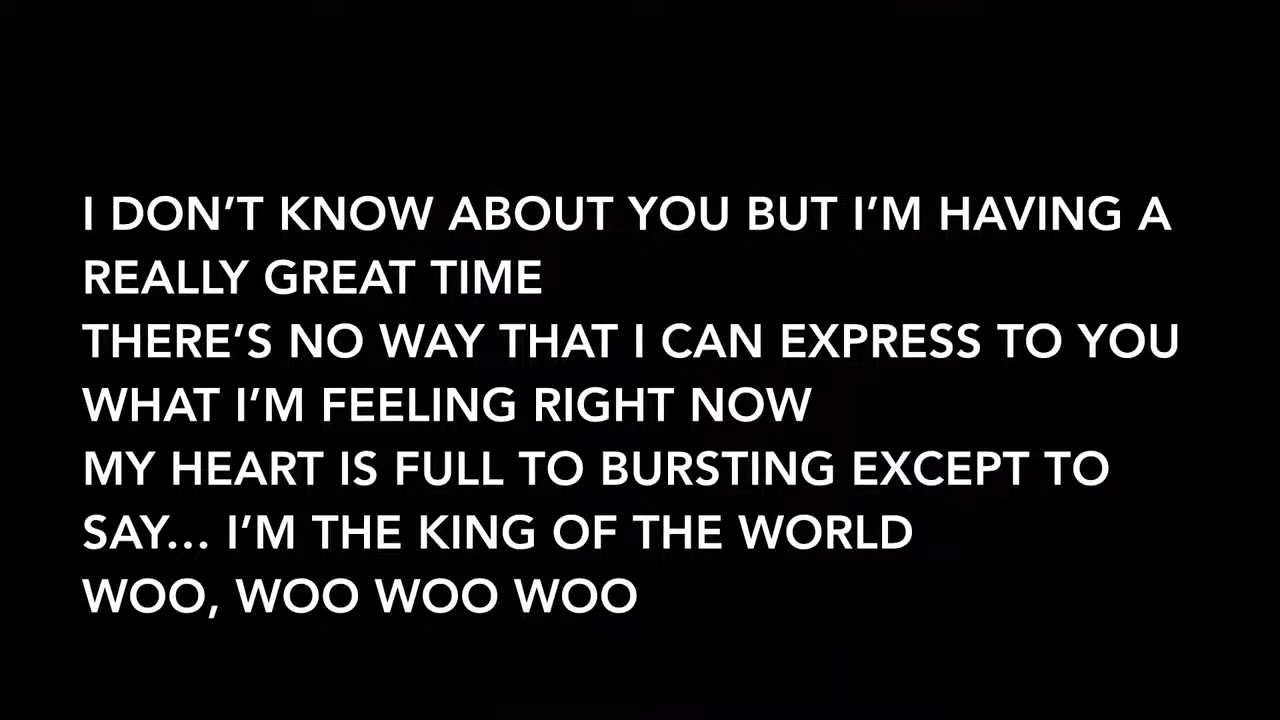 I DON’T KNOW ABOUT YOU BUT I’M HAVING A
REALLY GREAT TIME
THERE’S NO WAY THAT I CAN EXPRESS TO YOU
WHAT I’M FEELING RIGHT NOW
MY HEART IS FULL TO BURSTING EXCEPT TO
SAY… I’M THE KING OF THE WORLD
WOO, WOO WOO WOO